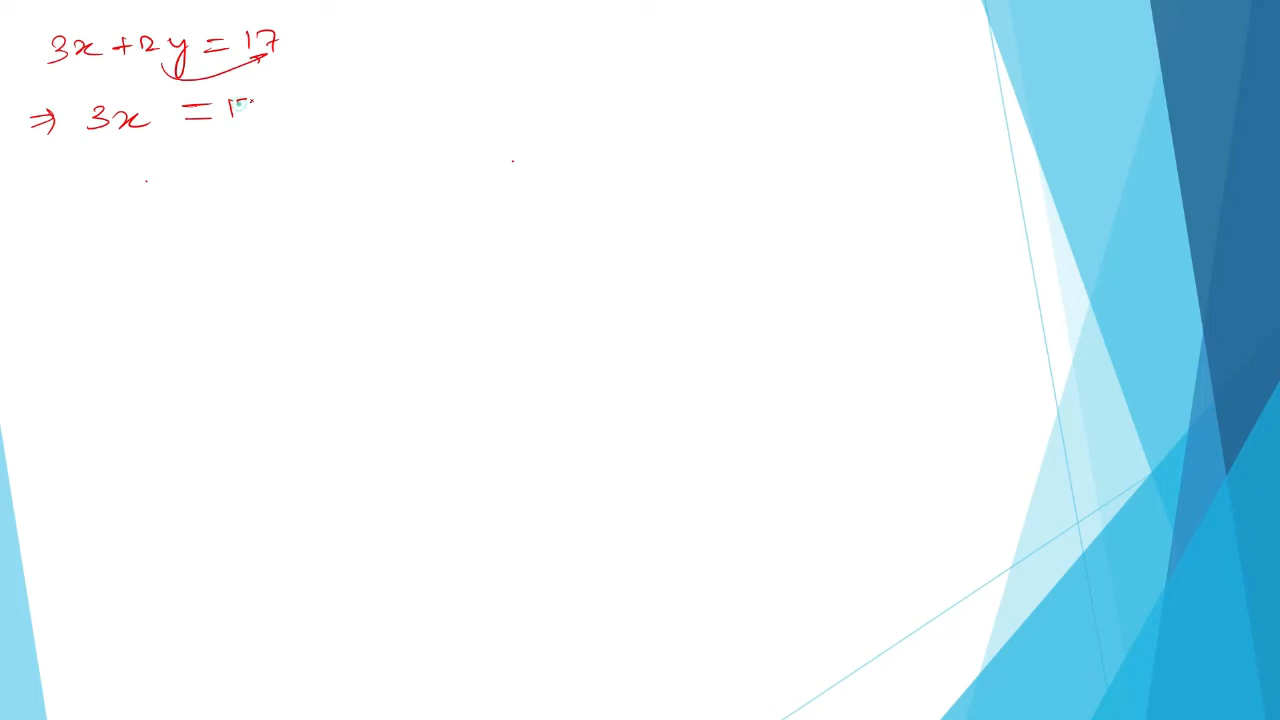 3x + 2y = 17
⇒ 3x = 1